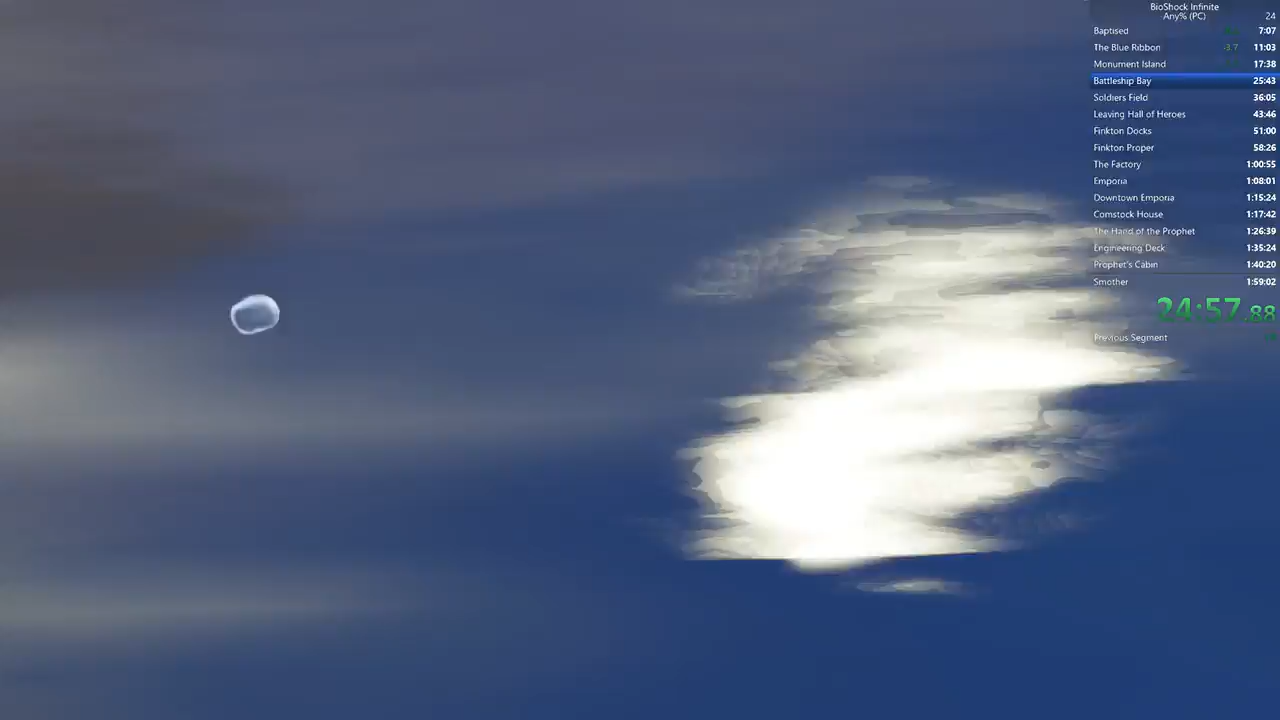 BioShock Infinite
Any% (PC) 24
Baptised 7:07
The Blue Ribbon -3.7 11:03
Monument Island 17:38
Battleship Bay 25:43
Soldiers Field 36:05
Leaving Hall of Heroes 43:46
Finkton Docks 51:00
Finkton Proper 58:26
The Factory 1:00:55
Emporia 1:08:01
Downtown Emporia 1:15:24
Comstock House 1:17:42
The Hand of the Prophet 1:26:39
Engineering Deck 1:35:24
Prophet's Cabin 1:40:20
Smother 1:59:02
24:57.88
Previous Segment